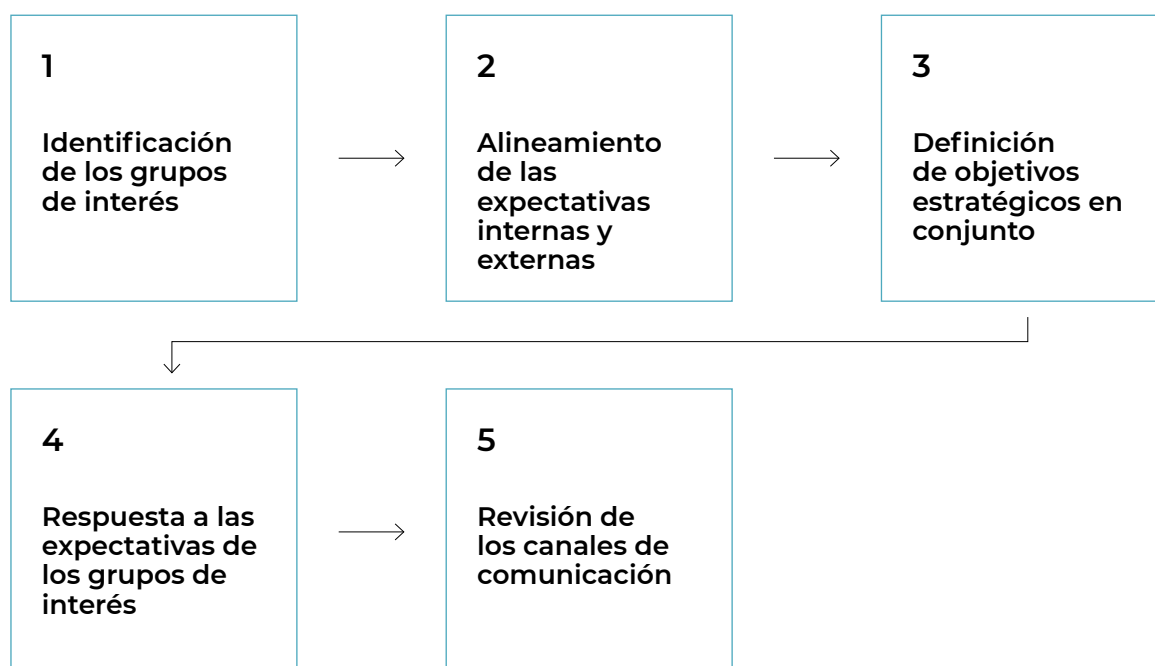 1
Identificación
de los grupos
de interés
2
Alineamiento
de las
expectativas
internas y
externas
3
Definición
de objetivos
estratégicos en
conjunto
4
Respuesta a las
expectativas de
los grupos de
interés
5
Revisión de
los canales de
comunicación